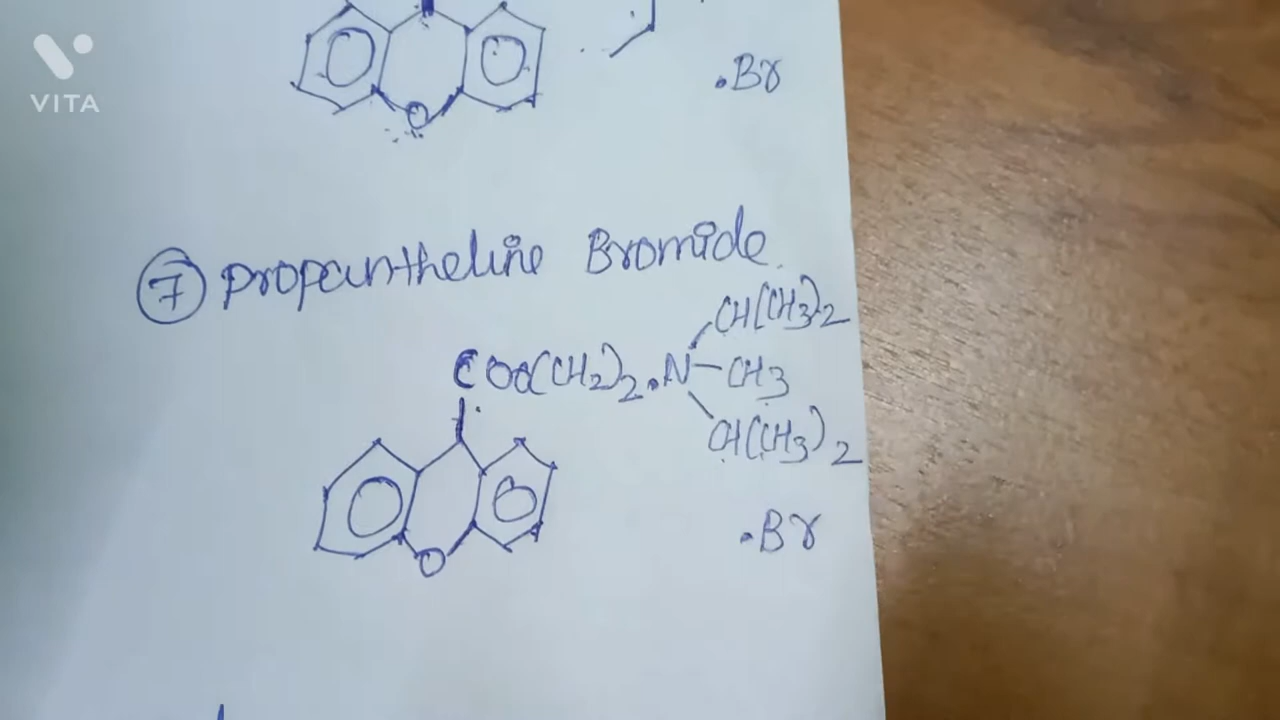 VITA
O
.Br
7 Propantheline Bromide
CH(CH3)2
COO(CH2)2.N-CH3
CH(CH3)2
O
.Br